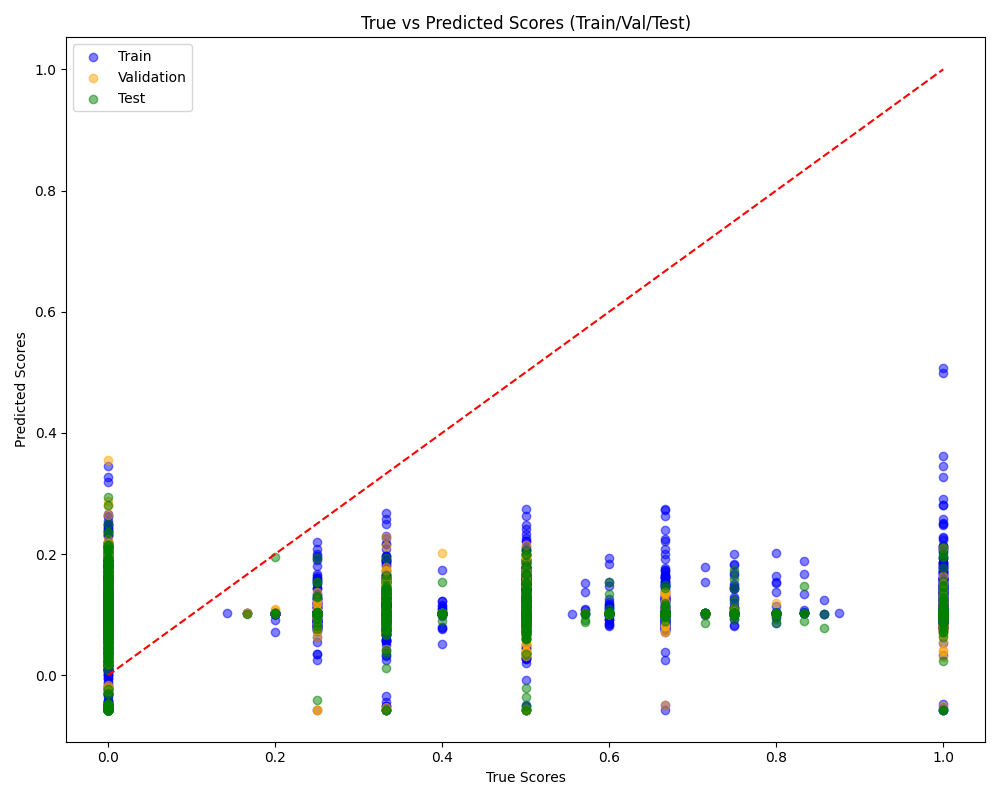 True vs Predicted Scores (Train/Val/Test)
Train
Validation
Test
1.0
0.8
0.6
0.4
0.2
0.0
Predicted Scores
0.0
0.2
0.4
0.6
0.8
1.0
True Scores